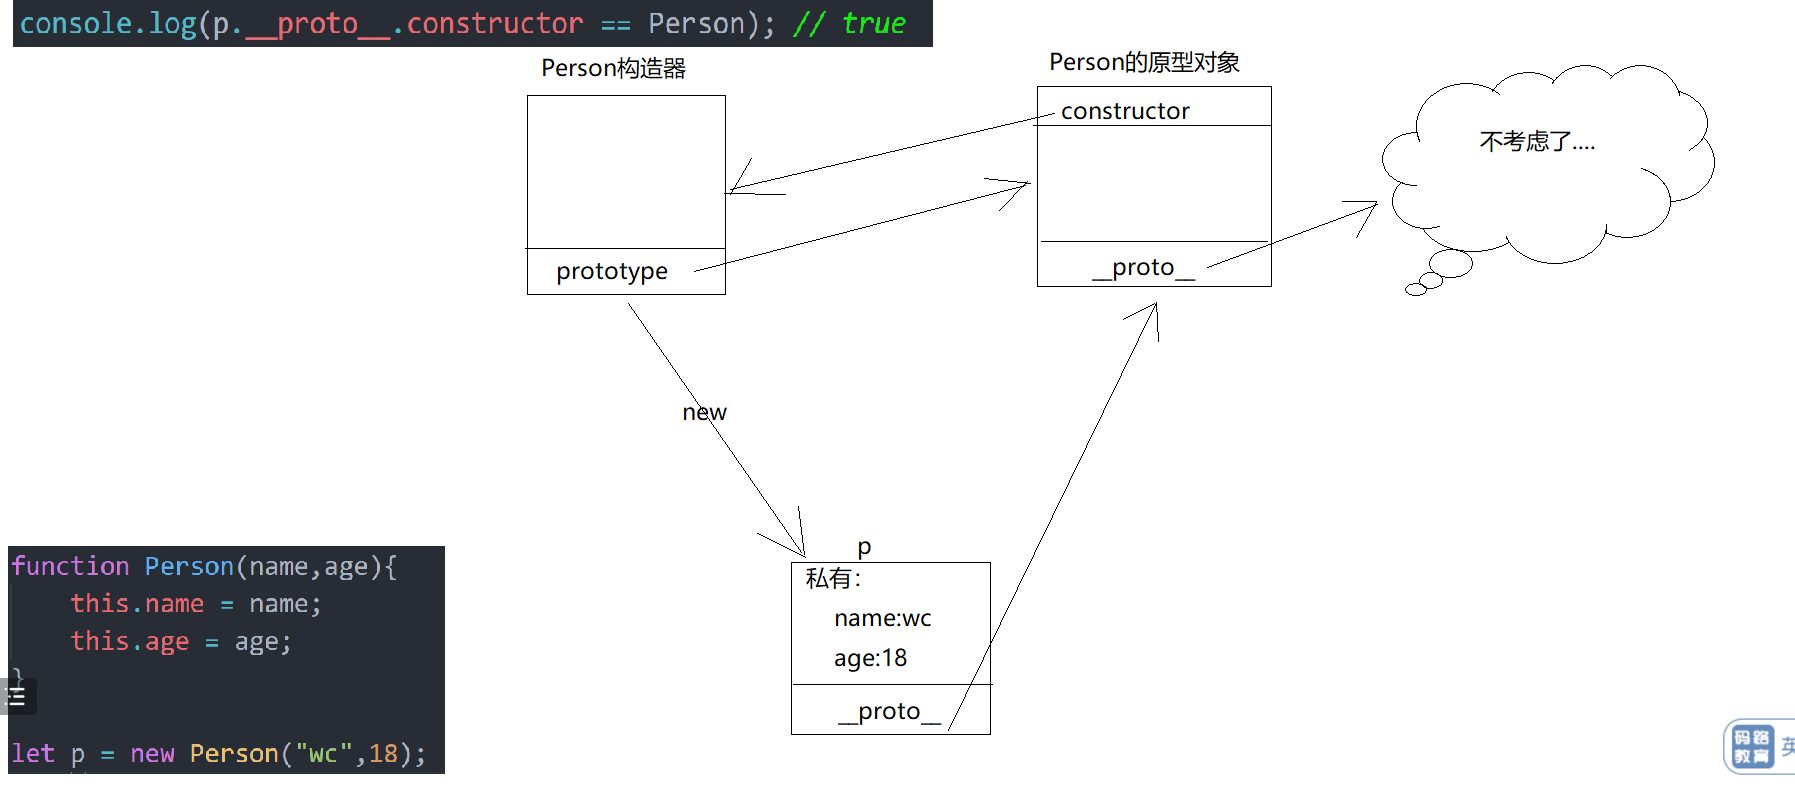 console.log(p.__proto__.constructor == Person); // true
Person构造器
Person的原型对象
constructor
不考虑了....
prototype
__proto__
new
p
私有：
name:wc
age:18
__proto__
function Person(name,age){
this.name = name;
this.age = age;
}
let p = new Person("wc",18);
码路
教育
英